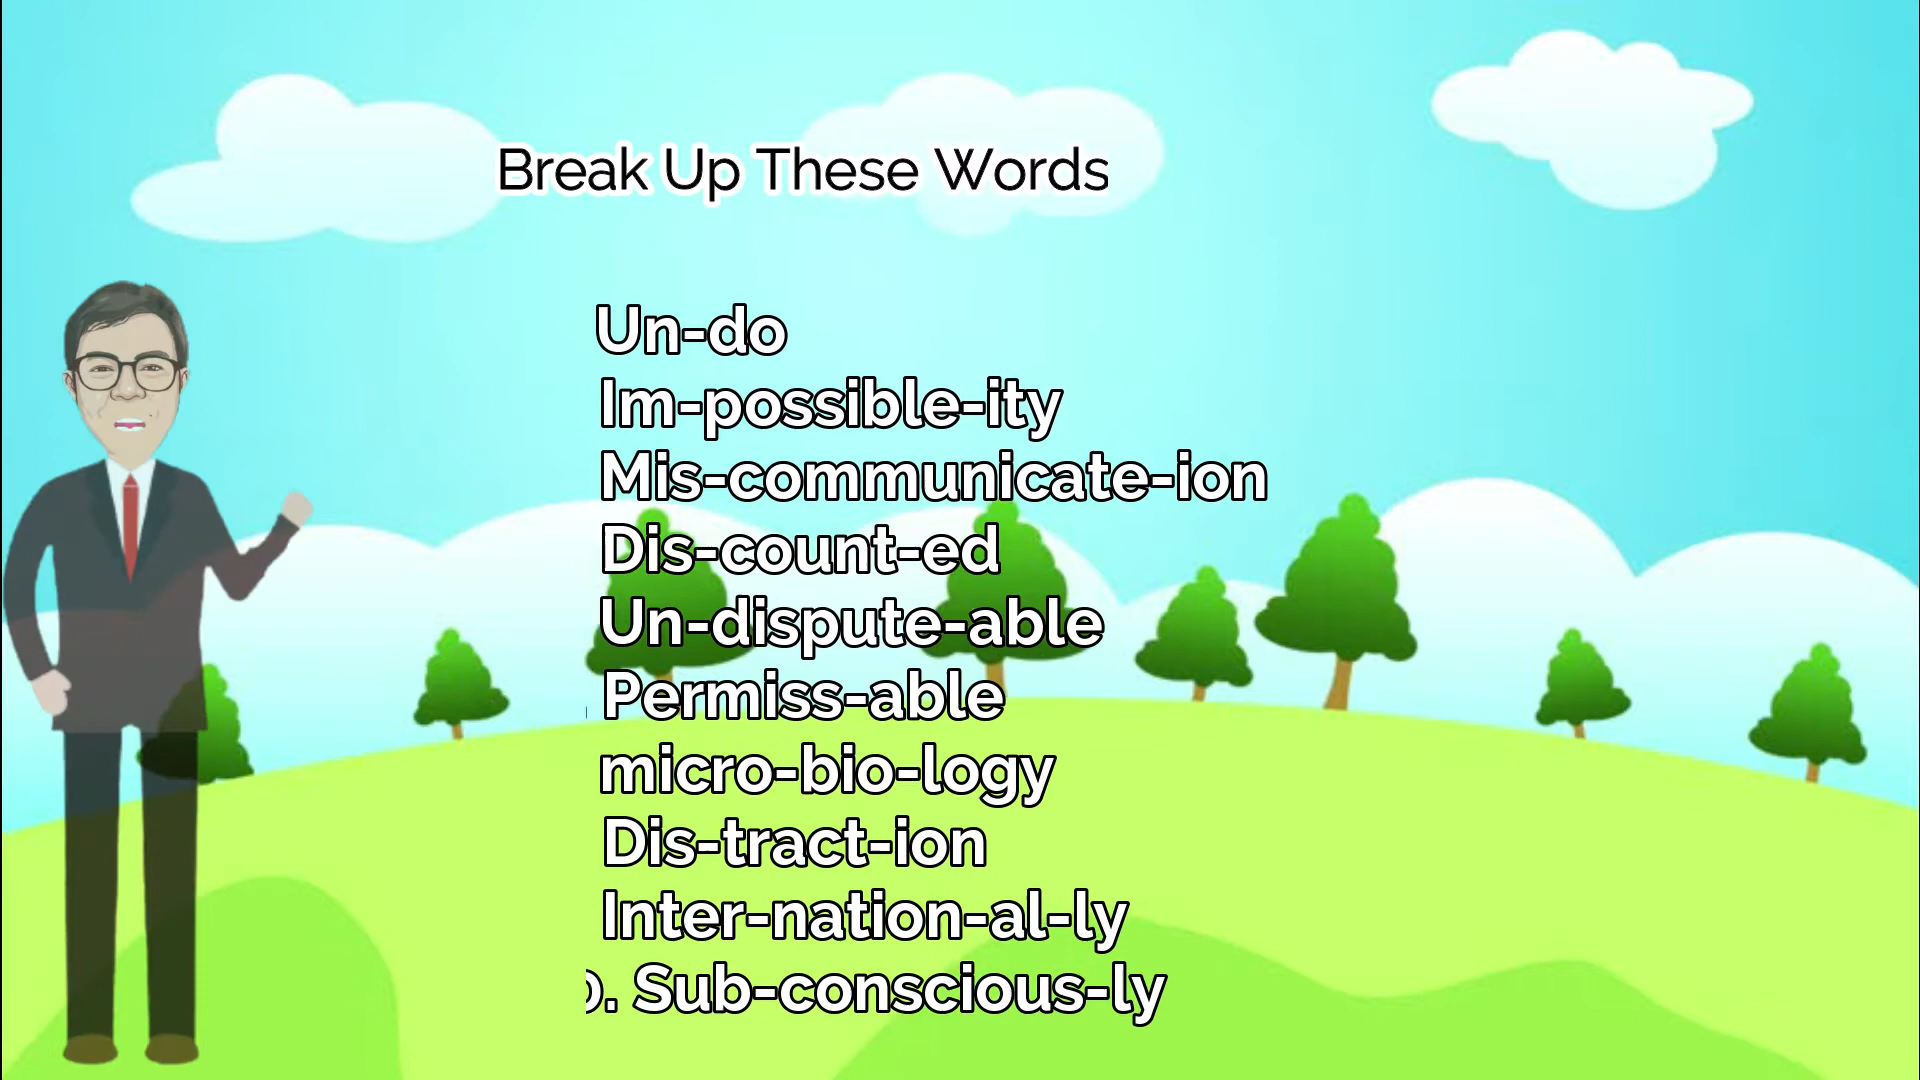 Break Up These Words
Un-do
Im-possible-ity
Mis-communicate-ion
Dis-count-ed
Un-dispute-able
Permiss-able
micro-bio-logy
Dis-tract-ion
Inter-nation-al-ly
0. Sub-conscious-ly